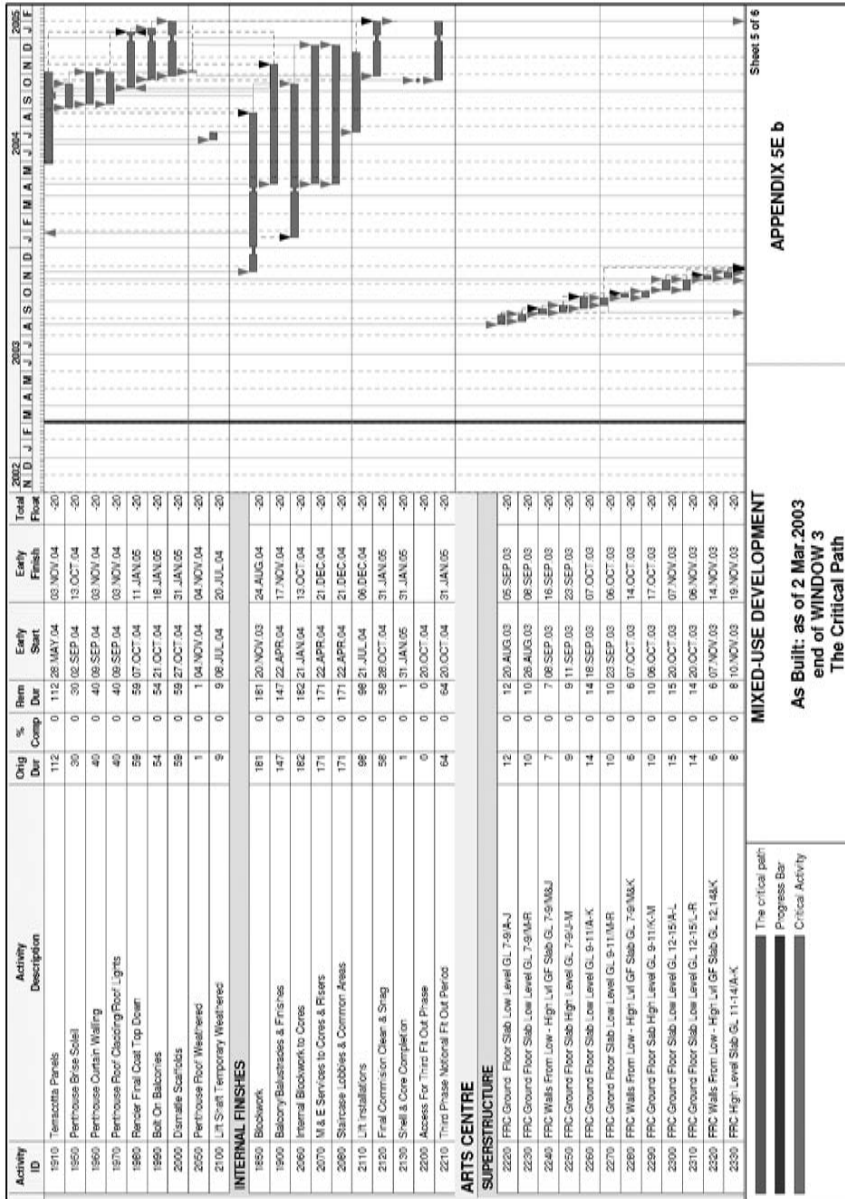 Activity ID Activity Description Orig Dur % Comp Rem Dur Early Start Early Finish Total Float
2002 2003 2004 2005
N D J F M A M J J A S O N D J F M A M J J A S O N D J F
1910 Terracotta Panels 112 0 112 28.MAY.04 03.NOV.04 -20
1950 Penthouse Brise Soleil 30 0 30 02.SEP.04 13.OCT.04 -20
1960 Penthouse Curtain Walling 40 0 40 09.SEP.04 03.NOV.04 -20
1970 Penthouse Roof Cladding/Roof Lights 40 0 40 09.SEP.04 03.NOV.04 -20
1980 Render Final Coat Top Down 59 0 59 07.OCT.04 11.JAN.05 -20
1990 Bolt On Balconies 54 0 54 21.OCT.04 18.JAN.05 -20
2000 Dismatle Scaffolds 59 0 59 27.OCT.04 31.JAN.05 -20
2050 Penthouse Roof Weathered 1 0 1 04.NOV.04 04.NOV.04 -20
2100 Lift Shaft Temporary Weathered 9 0 9 08.JUL.04 20.JUL.04 -20
INTERNAL FINISHES
1850 Blockwork 181 0 181 20.NOV.03 24.AUG.04 -20
1900 Balcony/Balustrades & Finishes 147 0 147 22.APR.04 17.NOV.04 -20
2060 Internal Blockwork to Cores 182 0 182 21.JAN.04 13.OCT.04 -20
2070 M & E Services to Cores & Risers 171 0 171 22.APR.04 21.DEC.04 -20
2080 Staircase Lobbies & Common Areas 171 0 171 22.APR.04 21.DEC.04 -20
2110 Lift Installations 98 0 98 21.JUL.04 06.DEC.04 -20
2120 Final Commision Clean & Snag 58 0 58 28.OCT.04 31.JAN.05 -20
2130 Shell & Core Completion 1 0 1 31.JAN.05 31.JAN.05 -20
2200 Access For Third Fit Out Phase 0 0 0 20.OCT.04 -20
2210 Third Phase Notional Fit Out Period 64 0 64 20.OCT.04 31.JAN.05 -20
ARTS CENTRE
SUPERSTRUCTURE
2220 FRC Ground Floor Slab Low Level GL 7-9/A-J 12 0 12 20.AUG.03 05.SEP.03 -20
2230 FRC Ground Floor Slab Low Level GL 7-9/M-R 10 0 10 26.AUG.03 08.SEP.03 -20
2240 FRC Walls From Low - High Lvl GF Slab GL 7-9/M&J 7 0 7 08.SEP.03 16.SEP.03 -20
2250 FRC Ground Floor Slab High Level GL 7-9/J-M 9 0 9 11.SEP.03 23.SEP.03 -20
2260 FRC Ground Floor Slab Low Level GL 9-11/A-K 14 0 14 18.SEP.03 07.OCT.03 -20
2270 FRC Grond Floor Slab Low Level GL 9-11/M-R 10 0 10 23.SEP.03 06.OCT.03 -20
2280 FRC Walls From Low - High Lvl GF Slab GL 7-9/M&K 6 0 6 07.OCT.03 14.OCT.03 -20
2290 FRC Ground Floor Sab High Level GL 9-11/K-M 10 0 10 06.OCT.03 17.OCT.03 -20
2300 FRC Ground Floor Slab Low Level GL 12-15/A-L 15 0 15 20.OCT.03 07.NOV.03 -20
2310 FRC Ground Floor Slab Low Level GL 12-15/L-R 14 0 14 20.OCT.03 06.NOV.03 -20
2320 FRC Walls From Low - High Lvl GF Slab GL 12,14&K 6 0 6 07.NOV.03 14.NOV.03 -20
2330 FRC High Level Slab GL 11-14/A-K 8 0 8 10.NOV.03 19.NOV.03 -20
The critical path
Progress Bar
Critical Activity
MIXED-USE DEVELOPMENT
As Built: as of 2 Mar.2003
end of WINDOW 3
The Critical Path
APPENDIX 5E b
Sheet 5 of 6